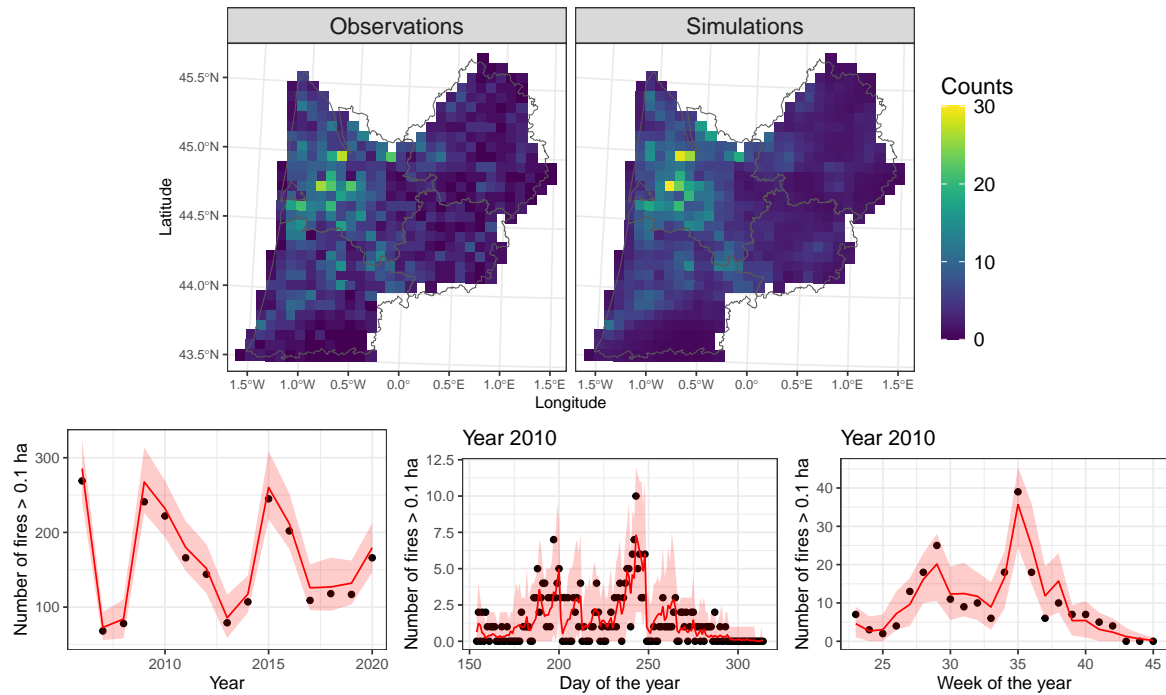 Observations
Simulations
45.5°N
45.0°N
44.5°N
44.0°N
43.5°N
Latitude
1.5°W 1.0°W 0.5°W 0.0° 0.5°E 1.0°E 1.5°E
1.5°W 1.0°W 0.5°W 0.0° 0.5°E 1.0°E 1.5°E
Longitude
Counts
30
20
10
0
Number of fires > 0.1 ha
300
200
100
2010 2015 2020
Year
Year 2010
Number of fires > 0.1 ha
12.5
10.0
7.5
5.0
2.5
0.0
150 200 250 300
Day of the year
Year 2010
Number of fires > 0.1 ha
40
30
20
10
0
25 30 35 40 45
Week of the year